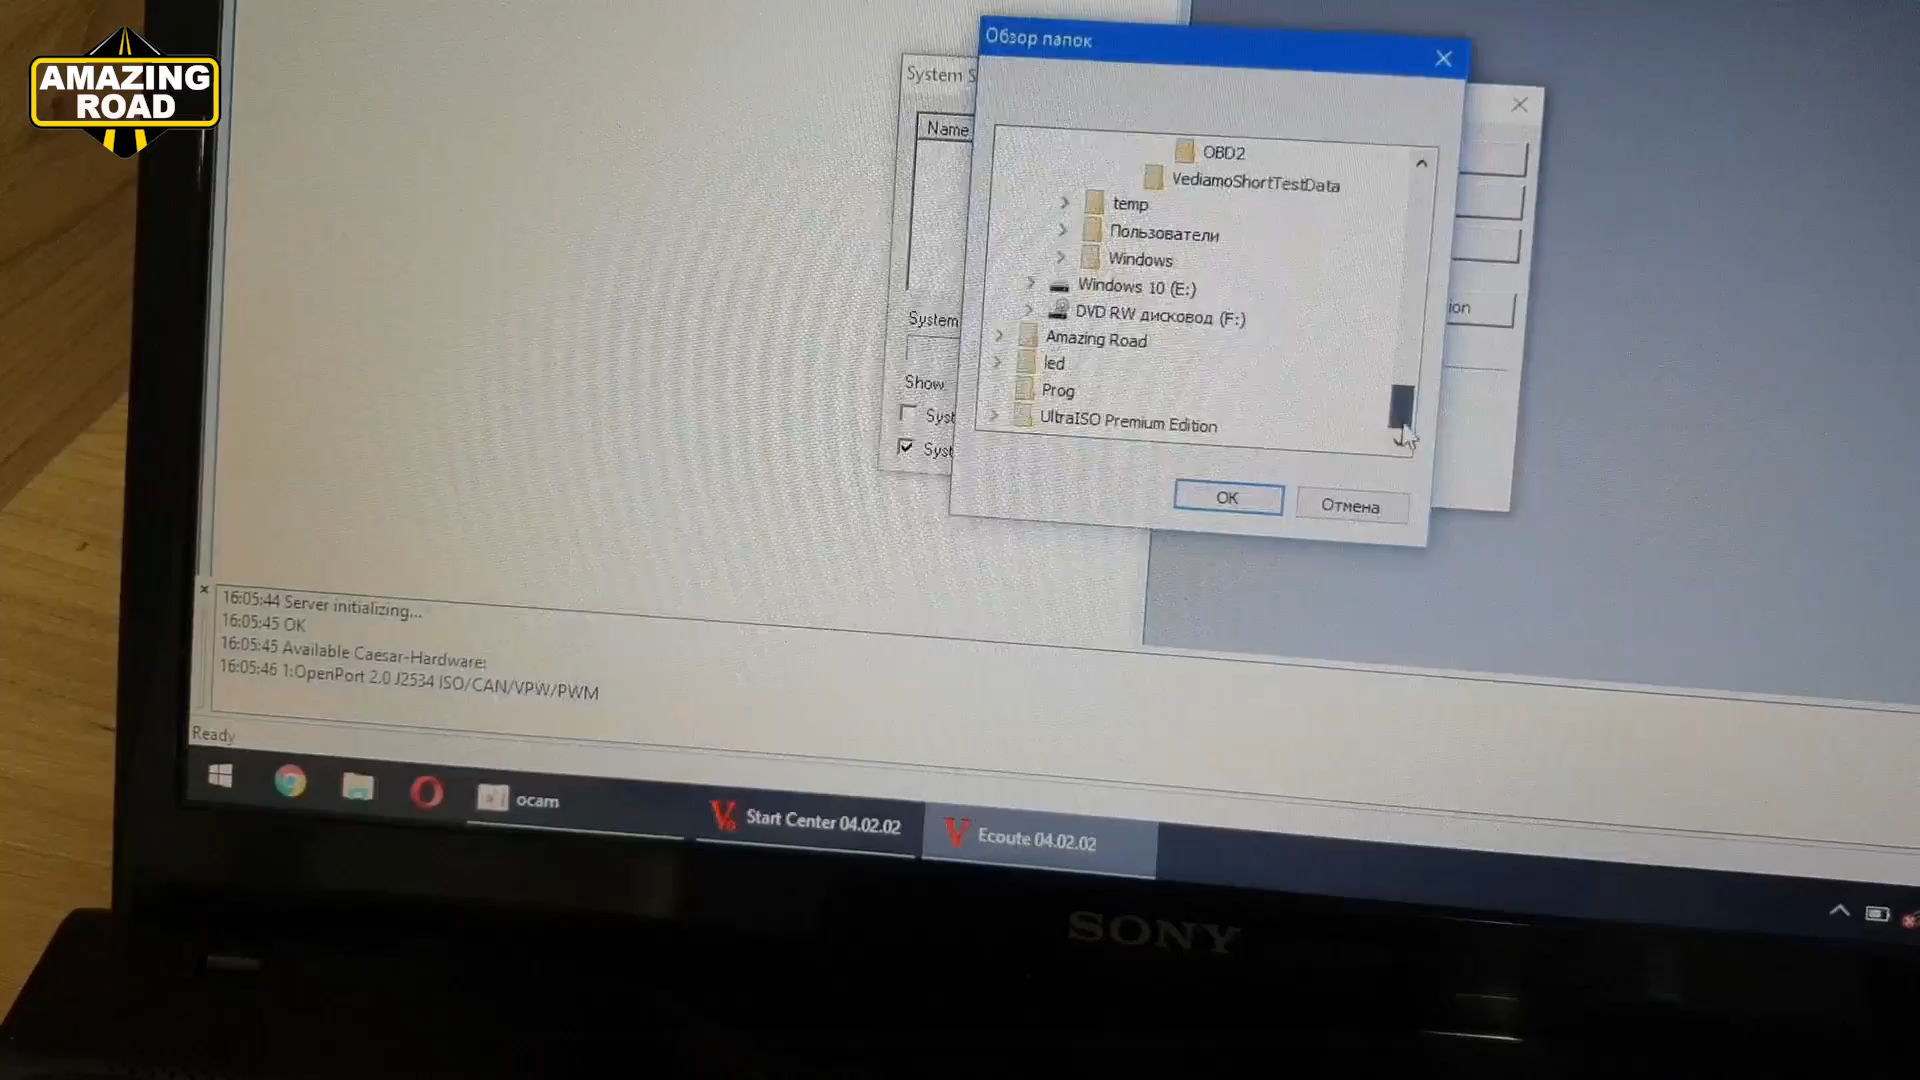 AMAZING
ROAD
Обзор папок
System S
Name
OBD2
VediamoShortTestData
temp
Пользователи
Windows
Windows 10 (E:)
DVD RW дисковод (F:)
Amazing Road
led
Prog
UltraISO Premium Edition
System
Show
Syst
Syst
ion
OK
Отмена
16:05:44 Server initializing...
16:05:45 OK
16:05:45 Available Caesar-Hardware:
16:05:46 1:OpenPort 2.0 J2534 ISO/CAN/VPW/PWM
Ready
ocam
Start Center 04.02.02
Ecoute 04.02.02
SONY